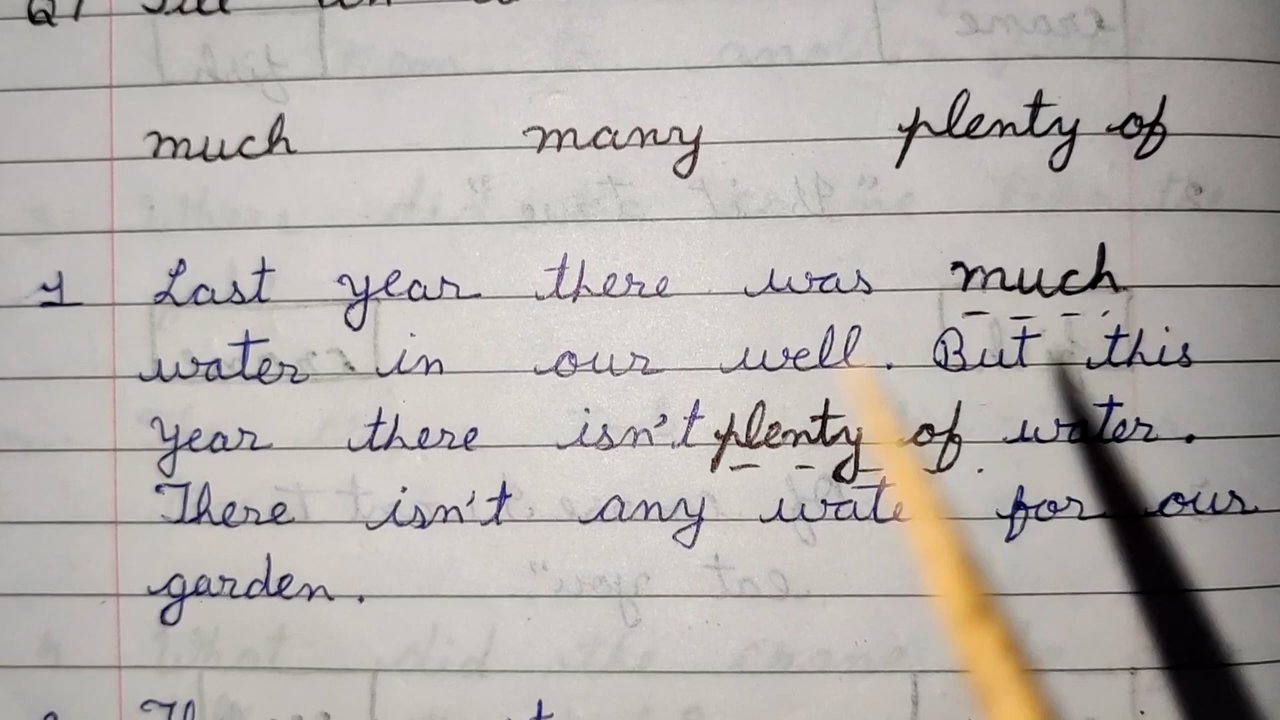 much many plenty of
1 Last year there was much
water in our well. But this
year there isn't plenty of water.
There isn't any wate for our
garden.